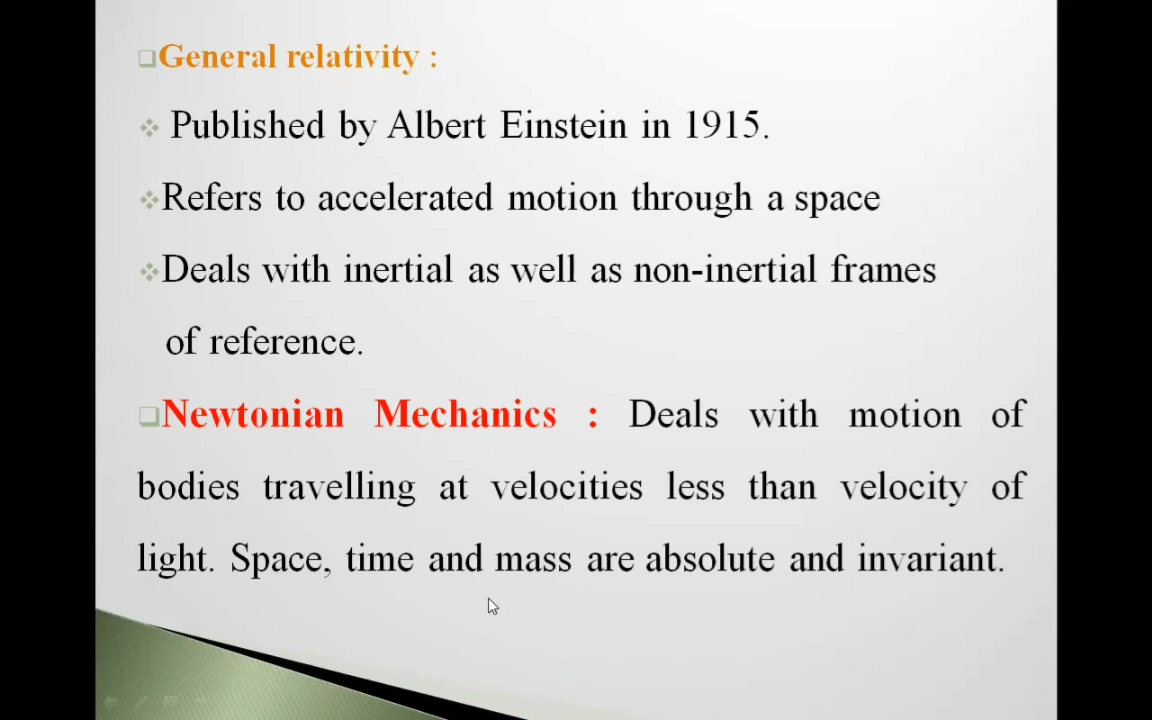 General relativity :
Published by Albert Einstein in 1915.
Refers to accelerated motion through a space
Deals with inertial as well as non-inertial frames
of reference.
Newtonian Mechanics : Deals with motion of
bodies travelling at velocities less than velocity of
light. Space, time and mass are absolute and invariant.